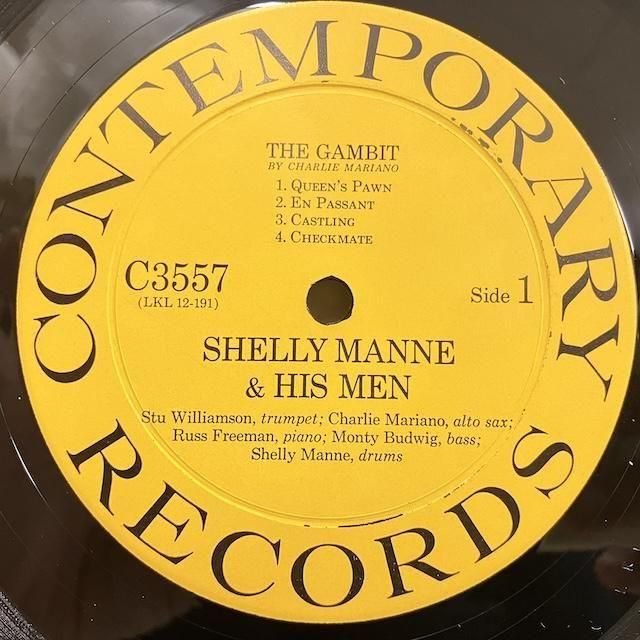 CONTEMPORARY
THE GAMBIT
BY CHARLIE MARIANO
1. QUEEN'S PAWN
2. EN PASSANT
3. CASTLING
4. CHECKMATE
C3557
(LKL 12-191)
Side 1
SHELLY MANNE
& HIS MEN
Stu Williamson, trumpet; Charlie Mariano, alto sax;
Russ Freeman, piano; Monty Budwig, bass;
Shelly Manne, drums
RECORDS